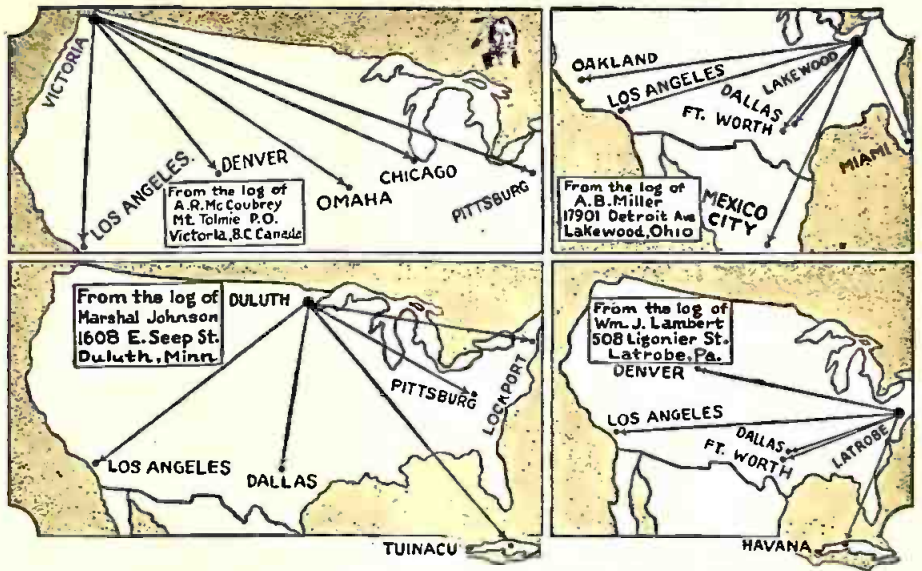 VICTORIA
LOS ANGELES.
DENVER
OMAHA
CHICAGO
PITTSBURG
From the log of
A.R. McCoubrey
Mt. Tolmie P.O.
Victoria, B.C. Canada
OAKLAND
LOS ANGELES
DALLAS
FT. WORTH
LAKEWOOD
MIAMI
MEXICO
CITY
From the log of
A.B. Miller
17901 Detroit Ave
Lakewood, Ohio
From the log of
Marshal Johnson
1608 E. Seep St.
Duluth, Minn
DULUTH
PITTSBURG
LOCKPORT
LOS ANGELES
DALLAS
TUINACU
From the log of
Wm. J. Lambert
508 Ligonier St.
Latrobe, Pa.
DENVER
LOS ANGELES
DALLAS
FT. WORTH
LATROBE
HAVANA